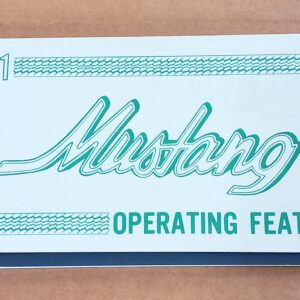 1
Mustang
OPERATING FEAT